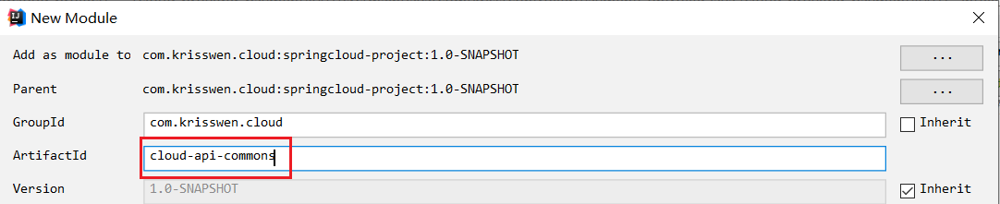 New Module
Add as module to com.krisswen.cloud:springcloud-project:1.0-SNAPSHOT ...
Parent com.krisswen.cloud:springcloud-project:1.0-SNAPSHOT ...
GroupId com.krisswen.cloud Inherit
ArtifactId cloud-api-commons
Version 1.0-SNAPSHOT Inherit